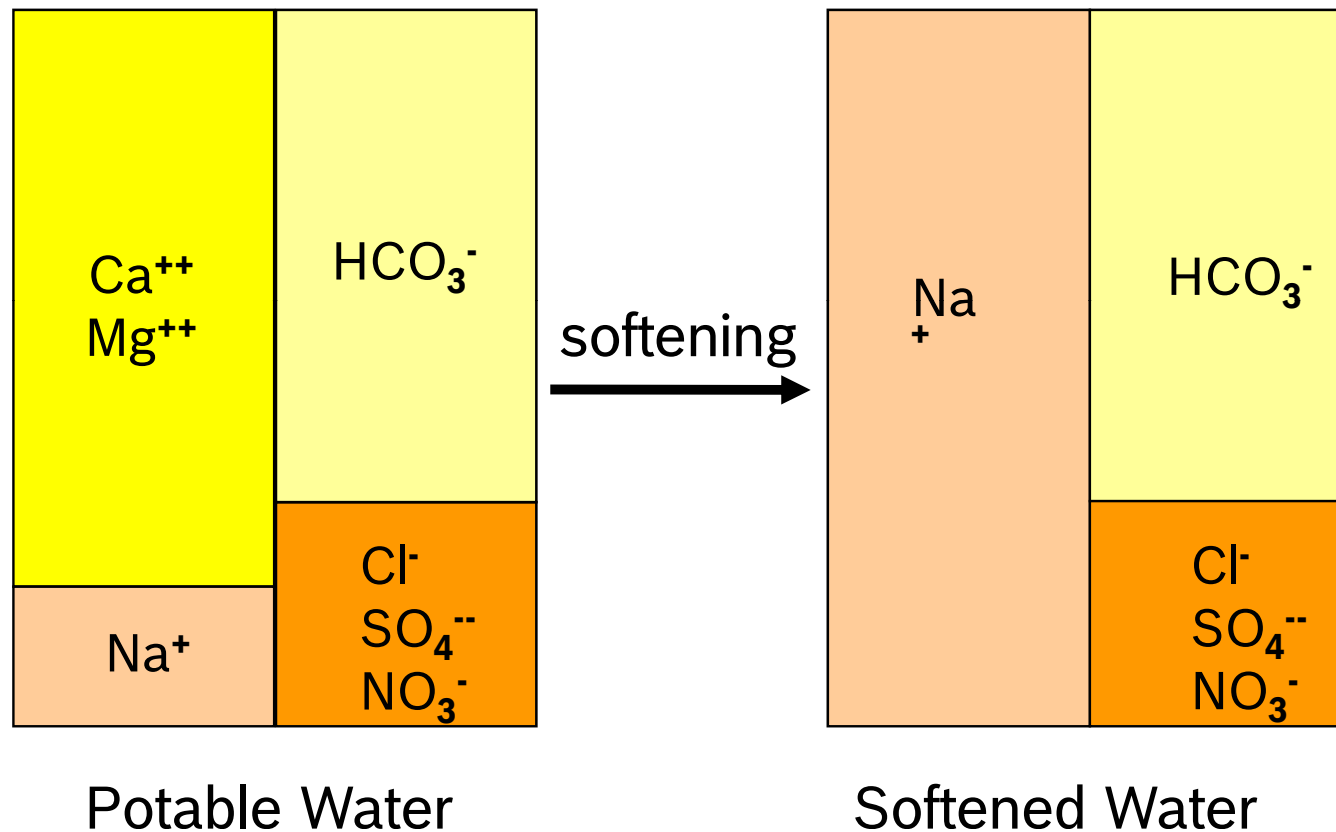 Ca⁺⁺
Mg⁺⁺
Na⁺
HCO₃⁻
Cl⁻
SO₄⁻⁻
NO₃⁻
softening
Na
+
HCO₃⁻
Cl⁻
SO₄⁻⁻
NO₃⁻
Potable Water
Softened Water